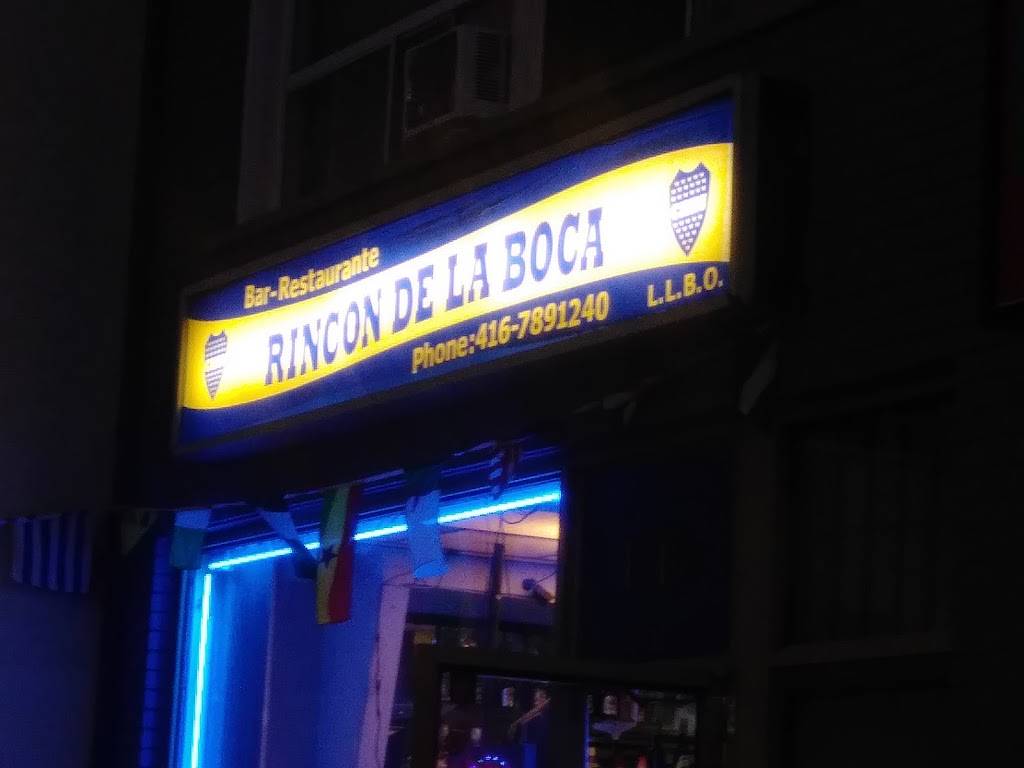 Bar-Restaurante
RINCON DE LA BOCA
Phone:416-7891240
L.L.B.O.